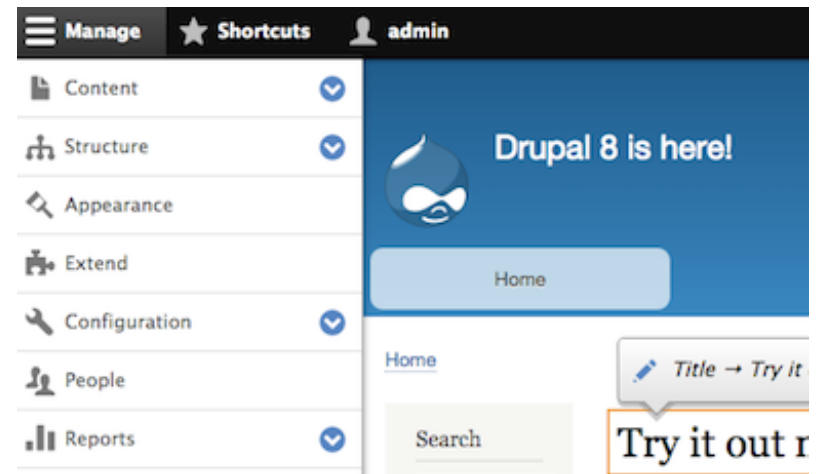 Manage Shortcuts admin
Content
Structure
Appearance
Extend
Configuration
People
Reports
Drupal 8 is here!
Home
Home
Title → Try it
Search
Try it out